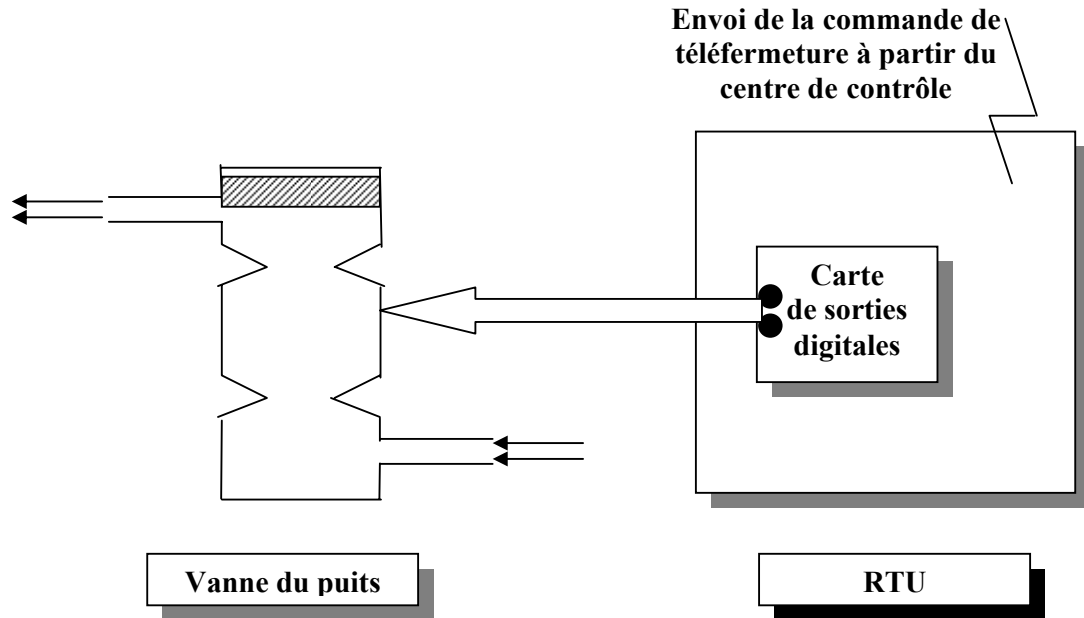 Envoi de la commande de
téléfermeture à partir du
centre de contrôle
Carte
de sorties
digitales
Vanne du puits
RTU